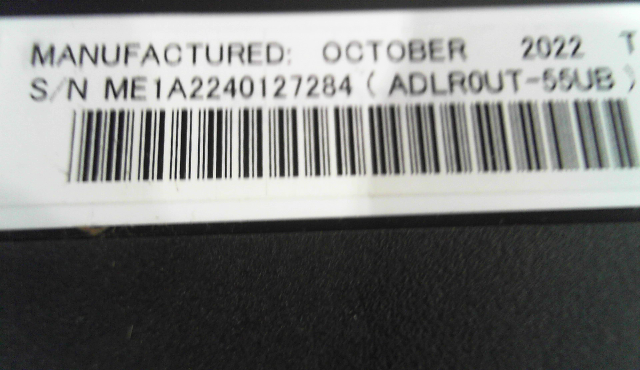 MANUFACTURED: OCTOBER 2022 T
S/N ME1A2240127284 ( ADLR0UT-55UB )